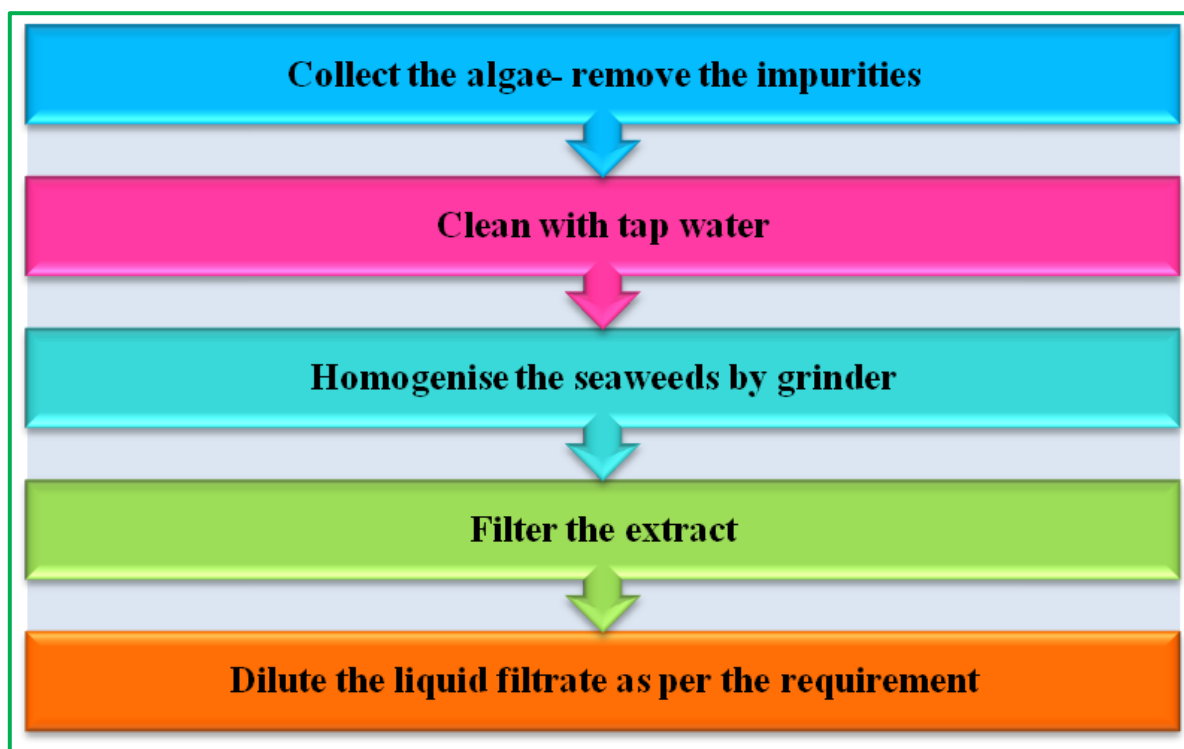 Collect the algae- remove the impurities
Clean with tap water
Homogenise the seaweeds by grinder
Filter the extract
Dilute the liquid filtrate as per the requirement